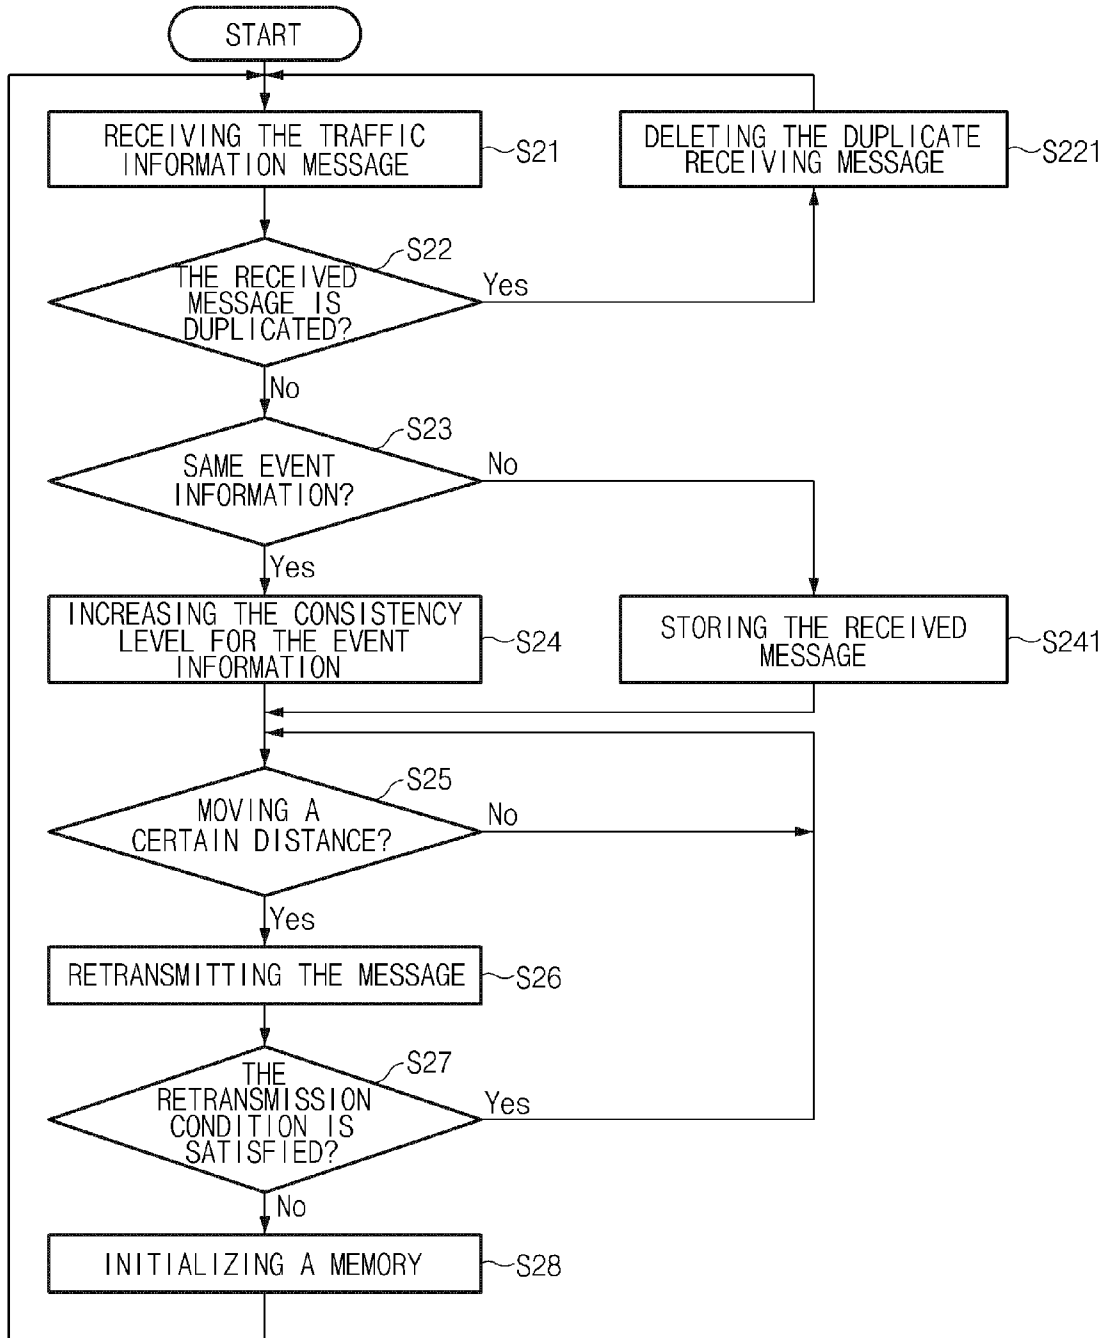 START
RECEIVING THE TRAFFIC
INFORMATION MESSAGE
S21
DELETING THE DUPLICATE
RECEIVING MESSAGE
S221
S22
THE RECEIVED
MESSAGE IS
DUPLICATED?
Yes
No
S23
SAME EVENT
INFORMATION?
No
Yes
INCREASING THE CONSISTENCY
LEVEL FOR THE EVENT
INFORMATION
S24
STORING THE RECEIVED
MESSAGE
S241
S25
MOVING A
CERTAIN DISTANCE?
No
Yes
RETRANSMITTING THE MESSAGE
S26
S27
THE
RETRANSMISSION
CONDITION IS
SATISFIED?
Yes
No
INITIALIZING A MEMORY
S28